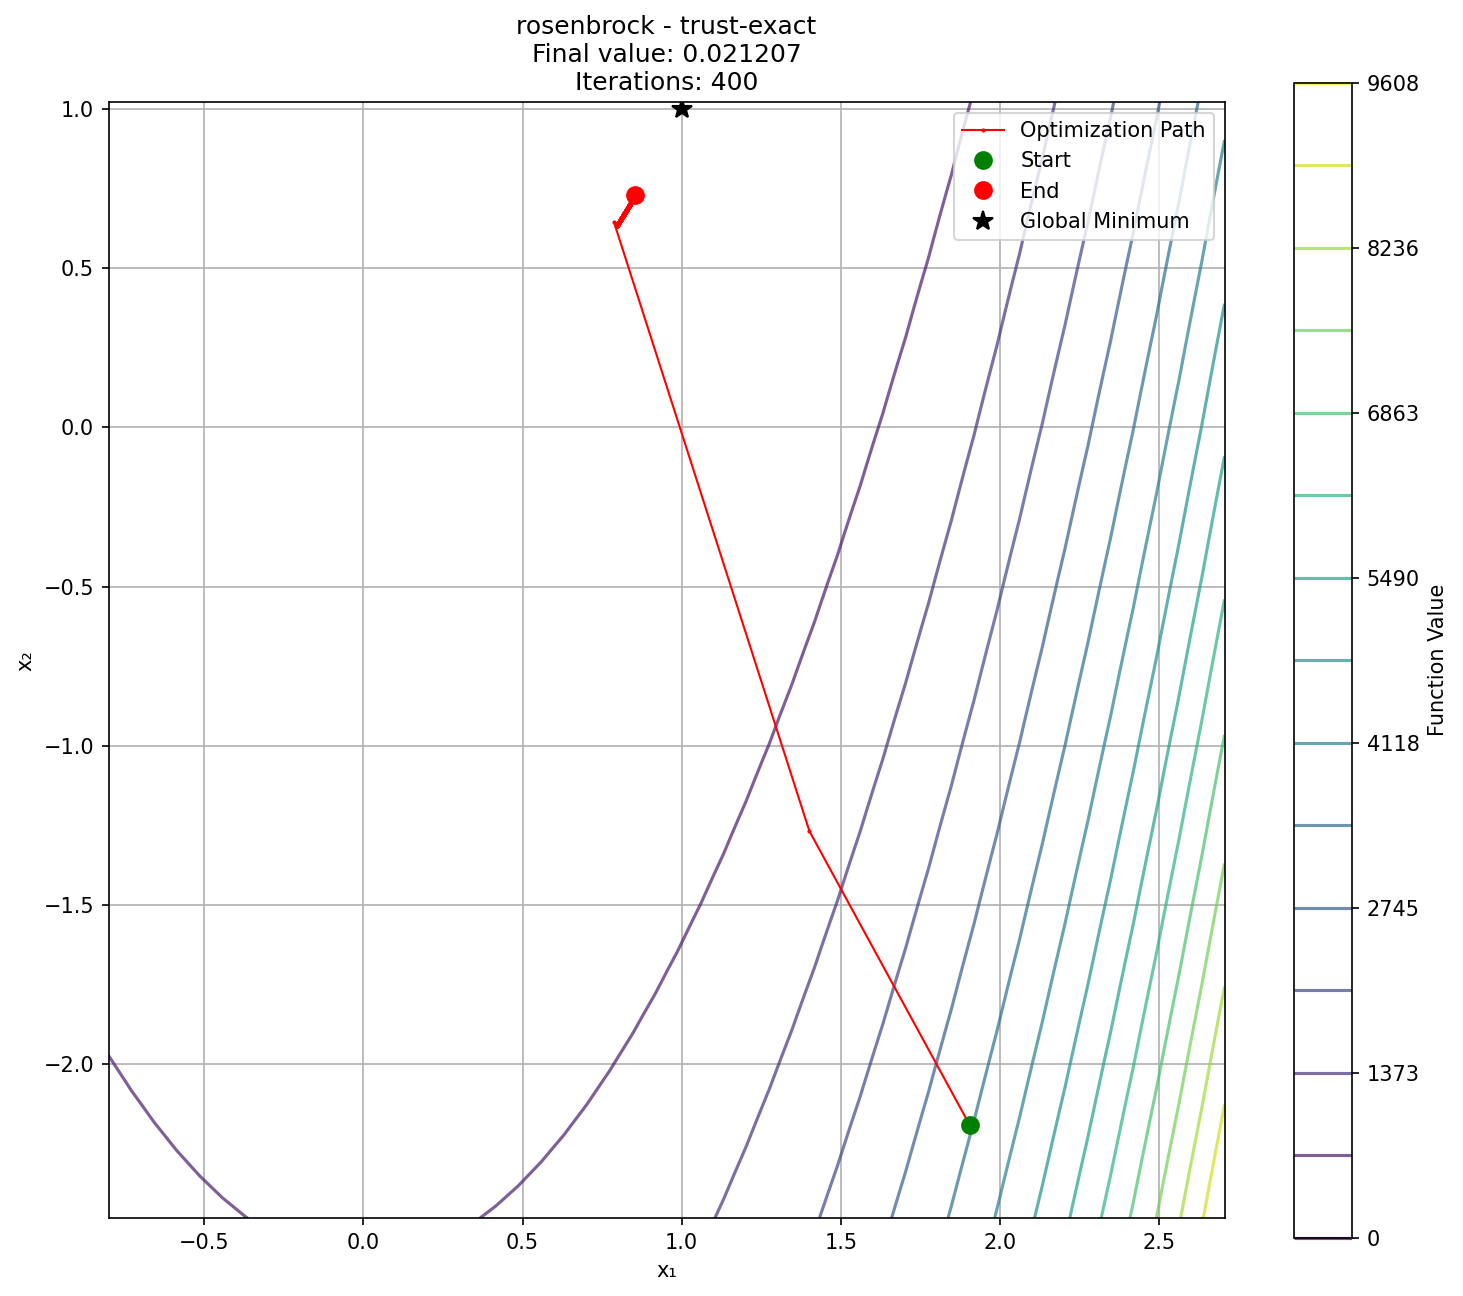 rosenbrock - trust-exact
Final value: 0.021207
Iterations: 400
Optimization Path
Start
End
Global Minimum
1.0
0.5
0.0
−0.5
−1.0
−1.5
−2.0
x₂
−0.5
0.0
0.5
1.0
1.5
2.0
2.5
x₁
9608
8236
6863
5490
4118
2745
1373
0
Function Value